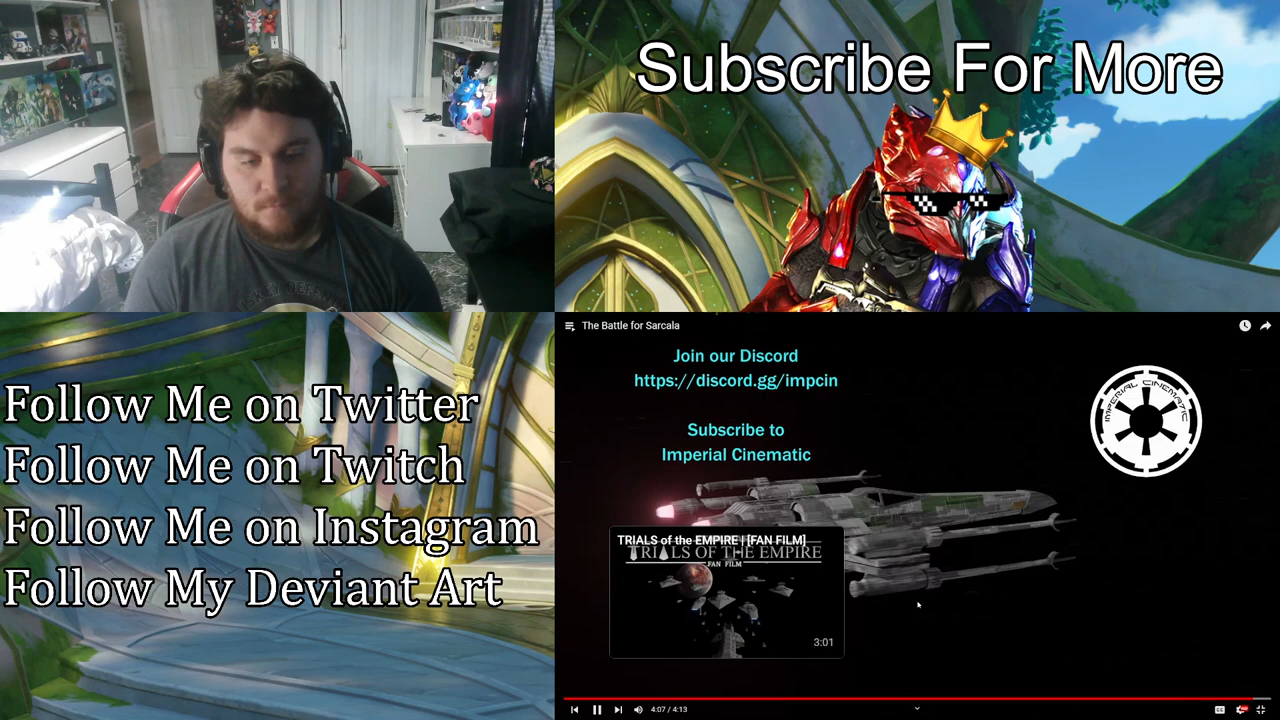 Subscribe For More
Follow Me on Twitter
Follow Me on Twitch
Follow Me on Instagram
Follow My Deviant Art
The Battle for Sarcala
Join our Discord
https://discord.gg/impcin
Subscribe to
Imperial Cinematic
IMPERIAL CINEMATIC
TRIALS of the EMPIRE | [FAN FILM]
TRIALS OF THE EMPIRE
FAN FILM
3:01
4:07 / 4:13